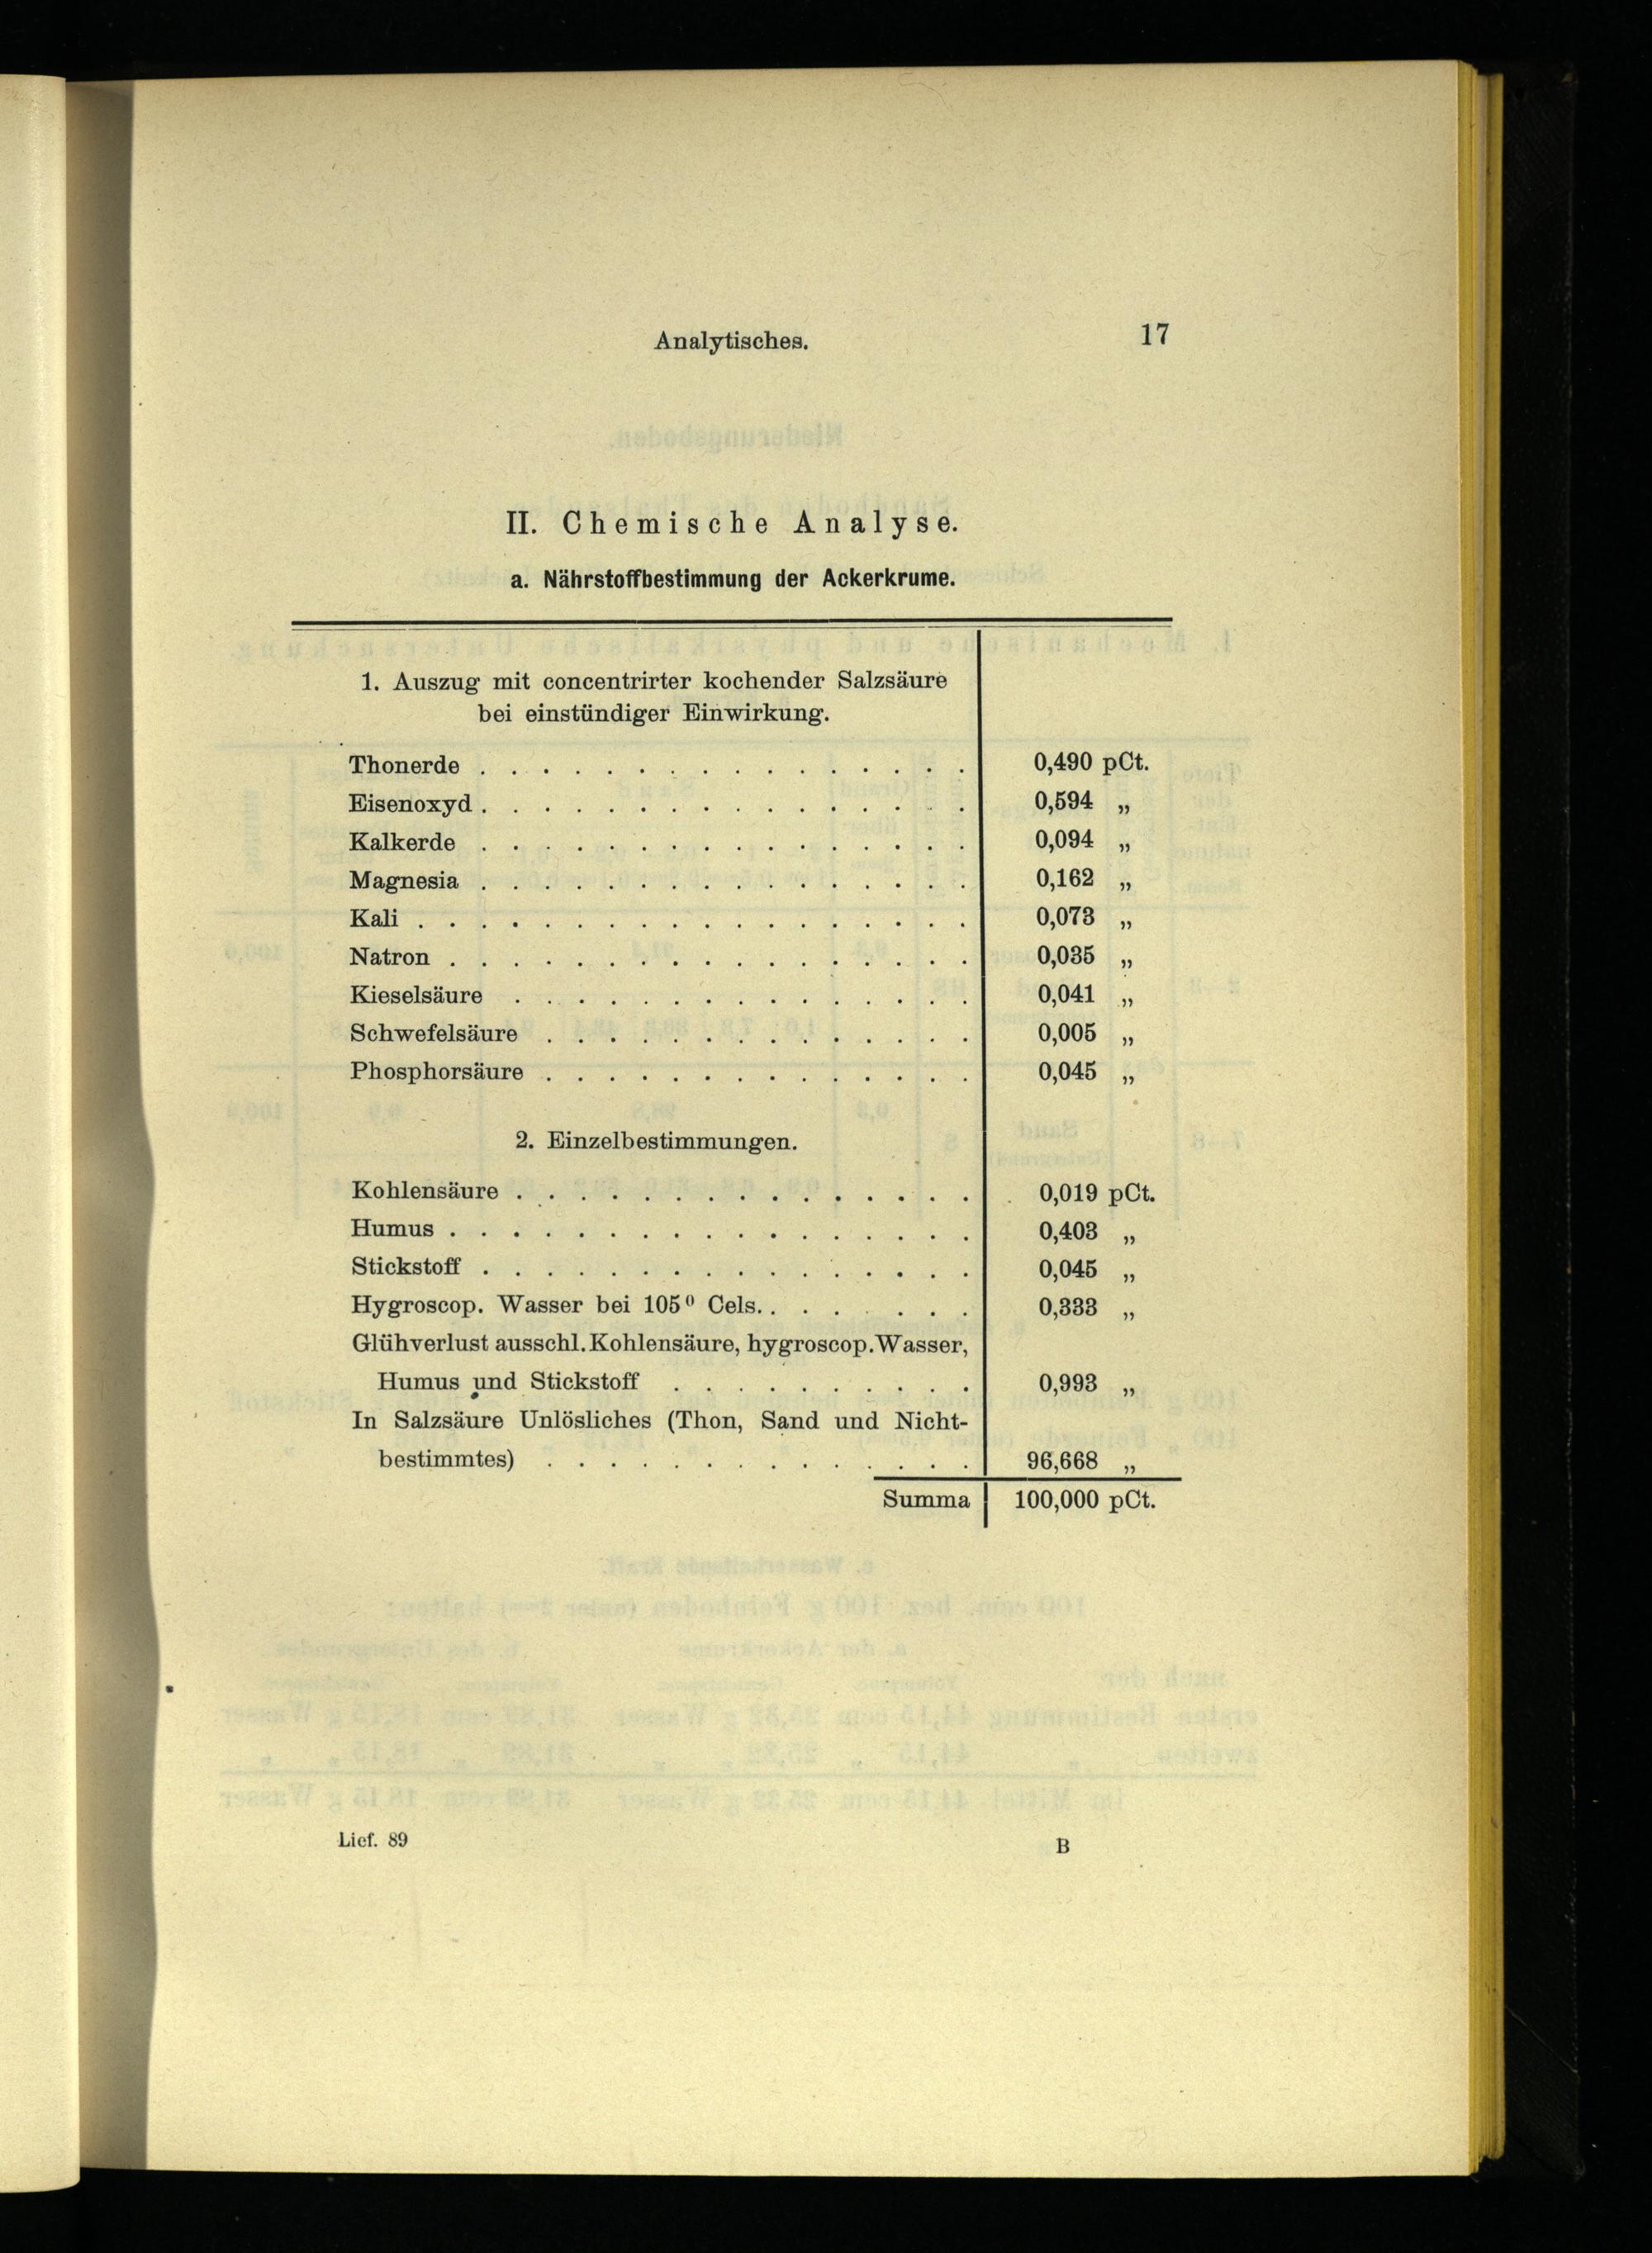 Analytisches. 17
II. Chemische Analyse.
a. Nährstoffbestimmung der Ackerkrume.
1. Auszug mit concentrirter kochender Salzsäure
bei einstündiger Einwirkung.
Thonerde . . . . . . . . . . . . . . . . 0,490 pCt.
Eisenoxyd . . . . . . . . . . . . . . . . 0,594 „
Kalkerde . . . . . . . . . . . . . . . . 0,094 „
Magnesia . . . . . . . . . . . . . . . . 0,162 „
Kali . . . . . . . . . . . . . . . . . . 0,073 „
Natron . . . . . . . . . . . . . . . . . 0,035 „
Kieselsäure . . . . . . . . . . . . . . . 0,041 „
Schwefelsäure . . . . . . . . . . . . . . 0,005 „
Phosphorsäure . . . . . . . . . . . . . . 0,045 „
2. Einzelbestimmungen.
Kohlensäure . . . . . . . . . . . . . . . 0,019 pCt.
Humus . . . . . . . . . . . . . . . . . 0,403 „
Stickstoff . . . . . . . . . . . . . . . . 0,045 „
Hygroscop. Wasser bei 105⁰ Cels. . . . . . . . 0,333 „
Glühverlust ausschl. Kohlensäure, hygroscop. Wasser,
Humus und Stickstoff . . . . . . . . . . 0,993 „
In Salzsäure Unlösliches (Thon, Sand und Nicht-
bestimmtes) . . . . . . . . . . . . . . 96,668 „
Summa 100,000 pCt.
Lief. 89 B